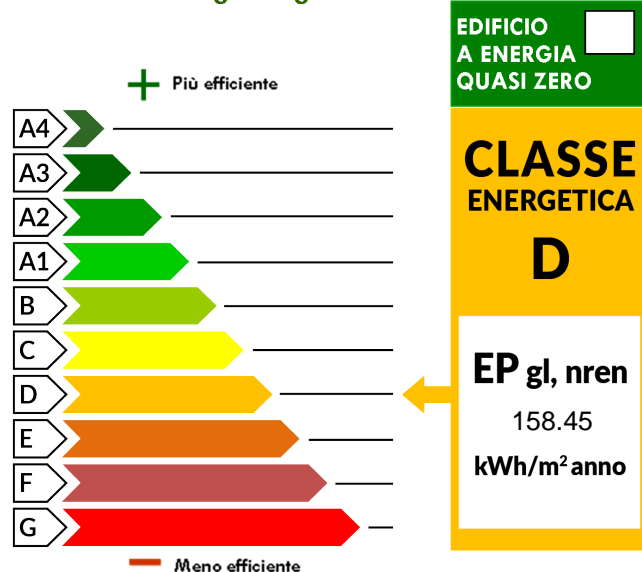 EDIFICIO
A ENERGIA
QUASI ZERO
Più efficiente
A4
A3
A2
A1
B
C
D
E
F
G
Meno efficiente
CLASSE
ENERGETICA
D
EP gl, nren
158.45
kWh/m² anno